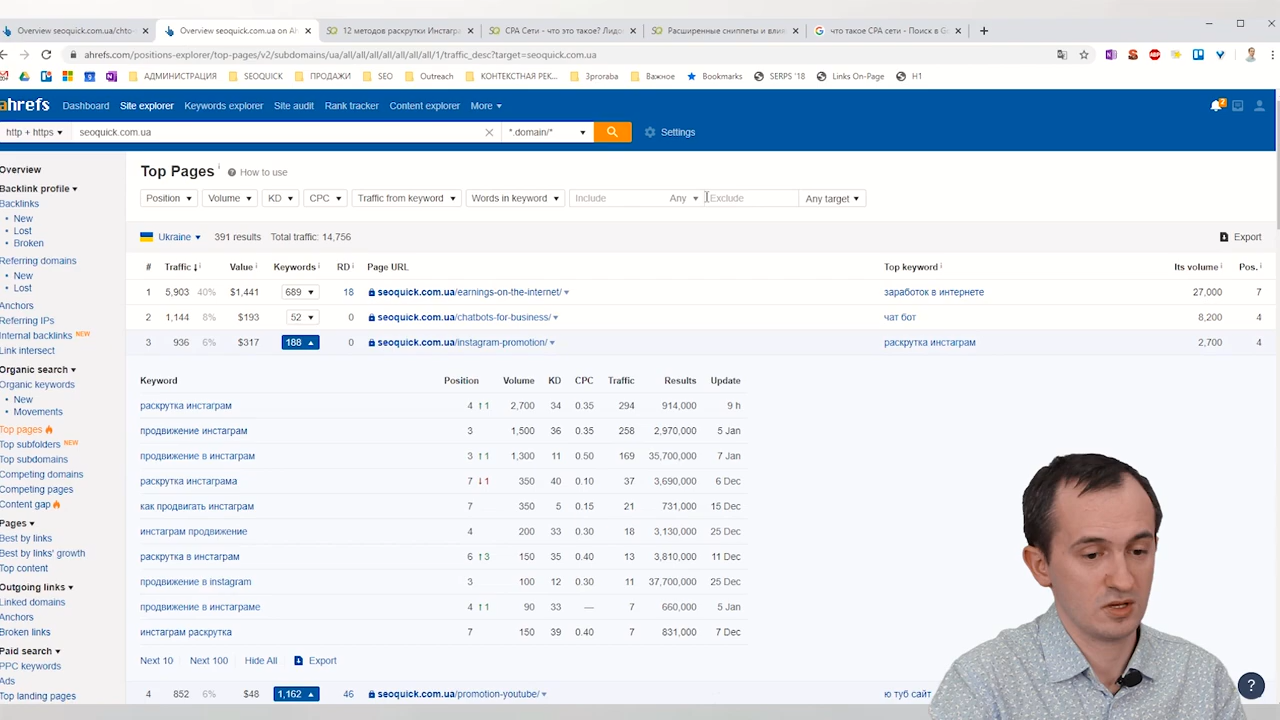 Overview seoquick.com.ua/chto- × Overview seoquick.com.ua on Ah × 12 методов раскрутки Инстагра × CPA Сети - что это такое? Лидо × Расширенные сниппеты и влия × что такое CPA сети - Поиск в G × +
ahrefs.com/positions-explorer/top-pages/v2/subdomains/ua/all/all/all/all/all/all/all/1/traffic_desc?target=seoquick.com.ua
АДМИНИСТРАЦИЯ SEOQUICK ПРОДАЖИ SEO Outreach КОНТЕКСТНАЯ РЕК... 3proraba Важное Bookmarks SERPS '18 Links On-Page H1
ahrefs Dashboard Site explorer Keywords explorer Site audit Rank tracker Content explorer More 2
http + https seoquick.com.ua *.domain/* Settings
Overview
Backlink profile
Backlinks
New
Lost
Broken
Referring domains
New
Lost
Anchors
Referring IPs
Internal backlinks NEW
Link intersect
Organic search
Organic keywords
New
Movements
Top pages
Top subfolders NEW
Top subdomains
Competing domains
Competing pages
Content gap
Pages
Best by links
Best by links' growth
Top content
Outgoing links
Linked domains
Anchors
Broken links
Paid search
PPC keywords
Ads
Top landing pages
Top Pages i ? How to use
Position Volume KD CPC Traffic from keyword Words in keyword Include Any Exclude Any target
Ukraine 391 results Total traffic: 14,756 Export
# Traffic Value Keywords RD Page URL Top keyword Its volume Pos.
1 5,903 40% $1,441 689 18 seoquick.com.ua/earnings-on-the-internet/ заработок в интернете 27,000 7
2 1,144 8% $193 52 0 seoquick.com.ua/chatbots-for-business/ чат бот 8,200 4
3 936 6% $317 188 0 seoquick.com.ua/instagram-promotion/ раскрутка инстаграм 2,700 4
Keyword Position Volume KD CPC Traffic Results Update
раскрутка инстаграм 4 ↑1 2,700 34 0.35 294 914,000 9 h
продвижение инстаграм 3 1,500 36 0.35 258 2,970,000 5 Jan
продвижение в инстаграм 3 ↑1 1,300 11 0.50 169 35,700,000 7 Jan
раскрутка инстаграма 7 ↓1 350 40 0.10 37 3,690,000 6 Dec
как продвигать инстаграм 7 350 5 0.15 21 731,000 15 Dec
инстаграм продвижение 4 200 33 0.30 18 3,130,000 25 Dec
раскрутка в инстаграм 6 ↑3 150 35 0.40 13 3,810,000 11 Dec
продвижение в instagram 3 100 12 0.30 11 37,700,000 25 Dec
продвижение в инстаграме 4 ↑1 90 33 — 7 660,000 5 Jan
инстаграм раскрутка 7 150 39 0.40 7 831,000 7 Dec
Next 10 Next 100 Hide All Export
4 852 6% $48 1,162 46 seoquick.com.ua/promotion-youtube/ ю туб сайт
?